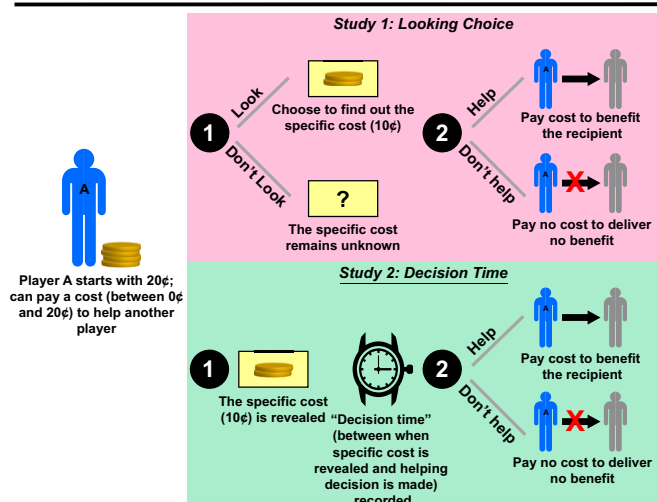 Study 1: Looking Choice
1
Look
Choose to find out the
specific cost (10¢)
Don't Look
?
The specific cost
remains unknown
2
Help
A
Pay cost to benefit
the recipient
Don't help
A
X
Pay no cost to deliver
no benefit
A
Player A starts with 20¢;
can pay a cost (between 0¢
and 20¢) to help another
player
Study 2: Decision Time
1
The specific cost
(10¢) is revealed
“Decision time”
(between when
specific cost is
revealed and helping
decision is made)
recorded
2
Help
A
Pay cost to benefit
the recipient
Don't help
A
X
Pay no cost to deliver
no benefit